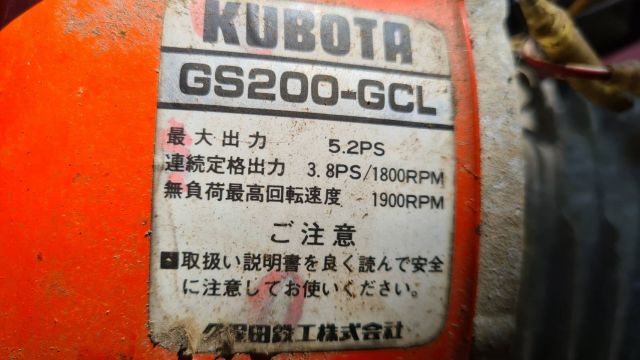 KUBOTA
GS200-GCL
最大出力 5.2PS
連続定格出力 3.8PS/1800RPM
無負荷最高回転速度 1900RPM
ご注意
■取扱い説明書を良く読んで安全
に注意してお使いください。
久保田鉄工株式会社